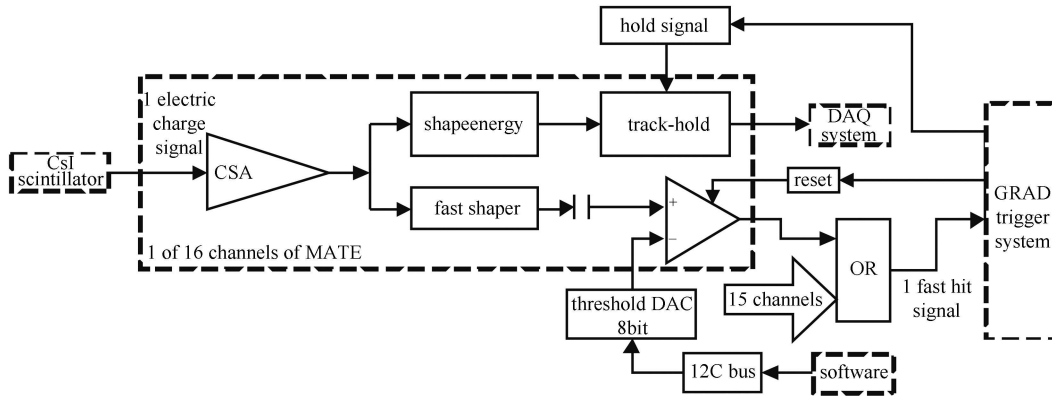 hold signal
1 electric
charge
signal
CsI
scintillator
CSA
shapeenergy
track-hold
DAQ
system
fast shaper
+
−
reset
GRAD
trigger
system
1 of 16 channels of MATE
OR
15 channels
1 fast hit
signal
threshold DAC
8bit
12C bus
software